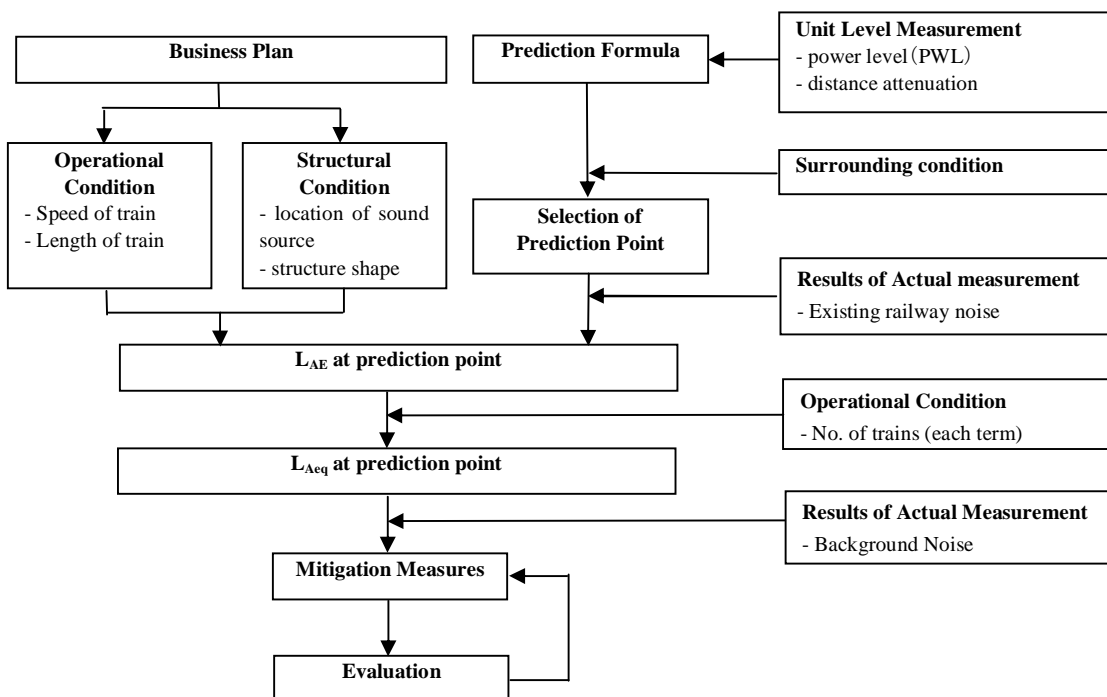 Business Plan
Prediction Formula
Unit Level Measurement
- power level(PWL)
- distance attenuation
Operational
Condition
- Speed of train
- Length of train
Structural
Condition
- location of sound
source
- structure shape
Surrounding condition
Selection of
Prediction Point
Results of Actual measurement
- Existing railway noise
LAE at prediction point
Operational Condition
- No. of trains (each term)
LAeq at prediction point
Results of Actual Measurement
- Background Noise
Mitigation Measures
Evaluation